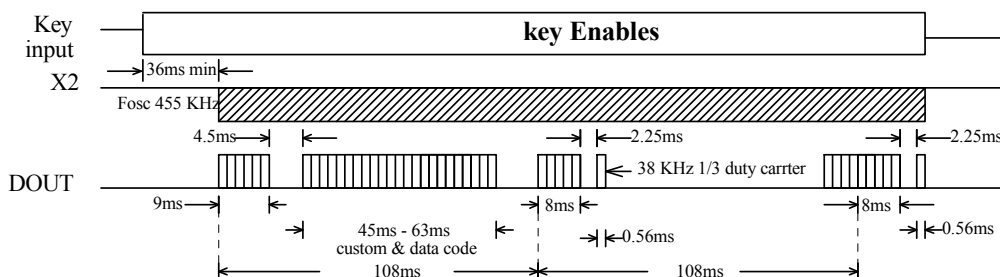 Key
input
key Enables
36ms min
X2
Fosc 455 KHz
4.5ms
2.25ms
2.25ms
DOUT
38 KHz 1/3 duty carrter
9ms
8ms
8ms
45ms - 63ms
custom & data code
0.56ms
0.56ms
108ms
108ms